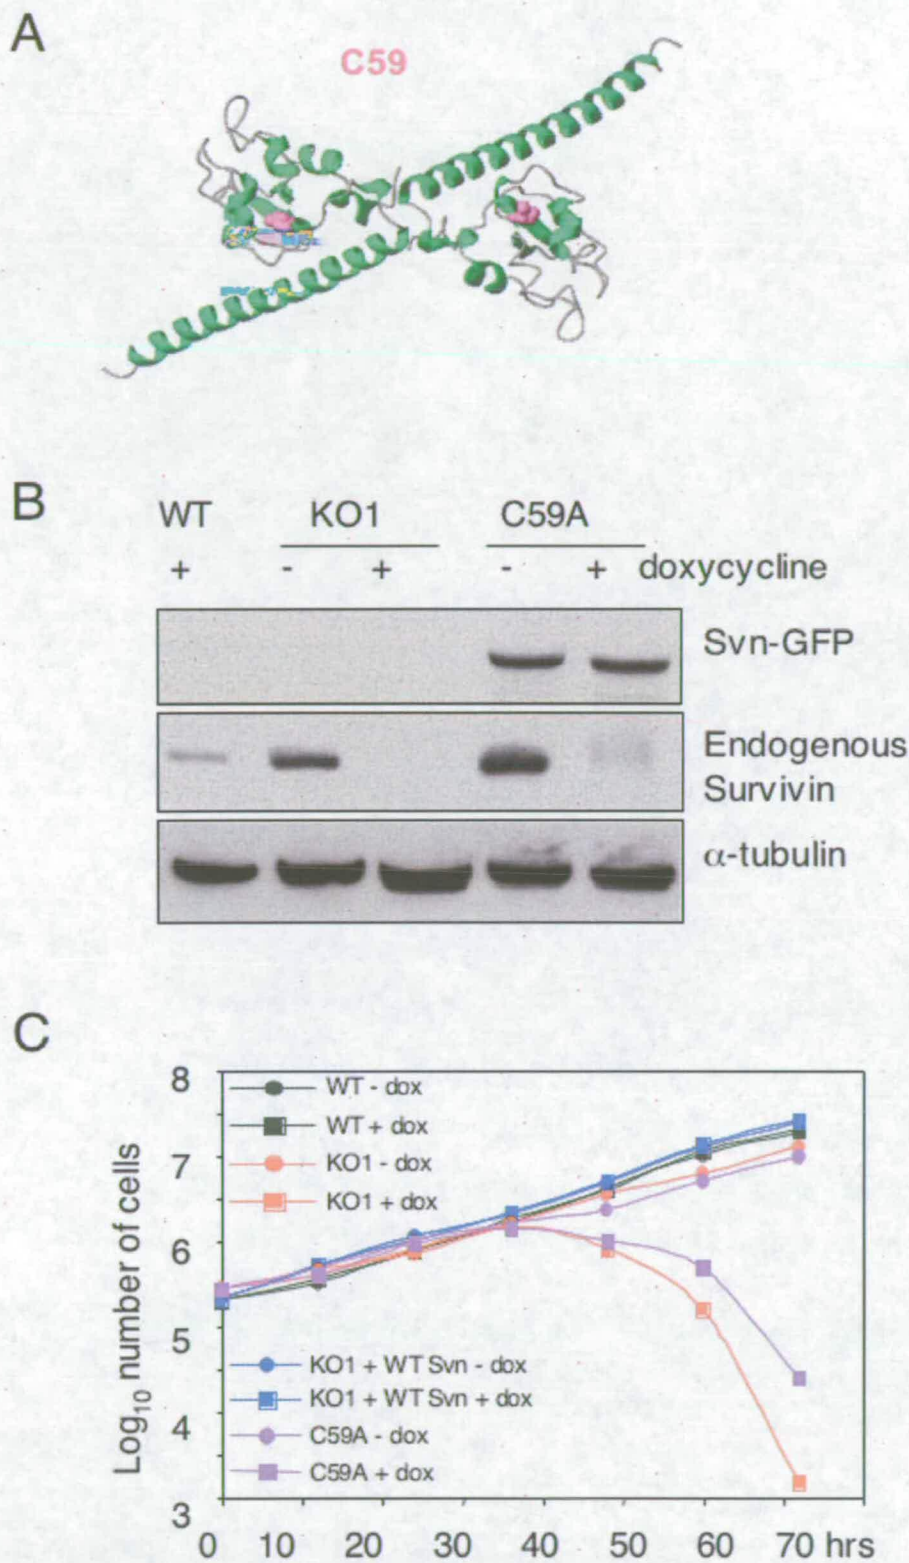 A
C59
B
WT KO1 C59A
+ - + - + doxycycline
Svn-GFP
Endogenous
Survivin
α-tubulin
C
8
7
6
5
4
3
Log10 number of cells
WT - dox
WT + dox
KO1 - dox
KO1 + dox
KO1 + WT Svn - dox
KO1 + WT Svn + dox
C59A - dox
C59A + dox
0 10 20 30 40 50 60 70 hrs